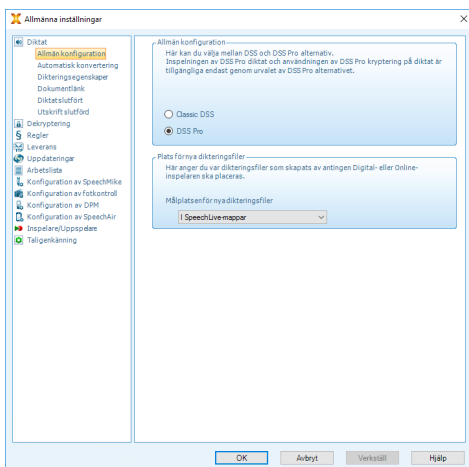 Allmänna inställningar
Diktat
Allmän konfiguration
Automatisk konvertering
Dikteringsegenskaper
Dokumentlänk
Diktat slutfört
Utskrift slutförd
Dekryptering
Regler
Leverans
Uppdateringar
Arbetslista
Konfiguration av SpeechMike
Konfiguration av fotkontroll
Konfiguration av DPM
Konfiguration av SpeechAir
Inspelare/Uppspelare
Taligenkänning
Allmän konfiguration
Här kan du välja mellan DSS och DSS Pro alternativ.
Inspelningen av DSS Pro diktat och användningen av DSS Pro kryptering på diktat är
tillgängliga endast genom urvalet av DSS Pro alternativet.
Classic DSS
DSS Pro
Plats för nya dikteringsfiler
Här anger du var dikteringsfiler som skapats av antingen Digital- eller Online-
inspelaren ska placeras.
Målplatsen för nya dikteringsfiler
I SpeechLive-mappar
OK
Avbryt
Verkställ
Hjälp